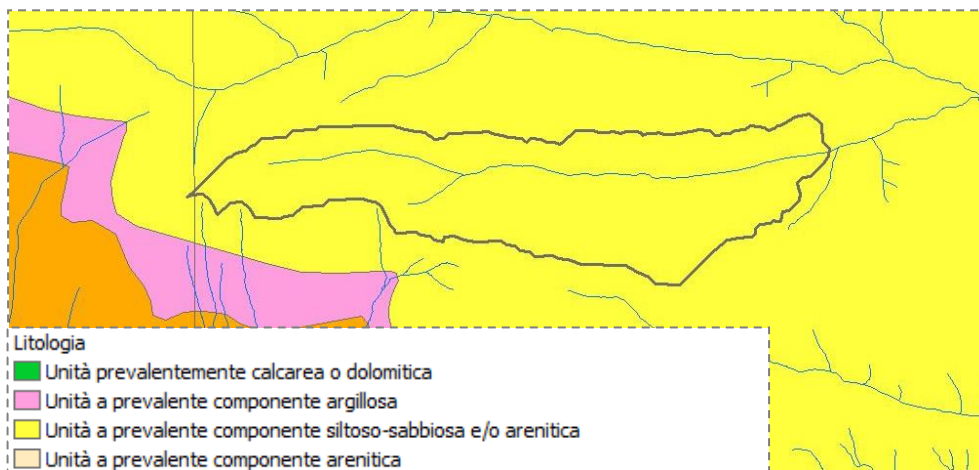 Litologia
Unità prevalentemente calcarea o dolomitica
Unità a prevalente componente argillosa
Unità a prevalente componente siltoso-sabbiosa e/o arenitica
Unità a prevalente componente arenitica